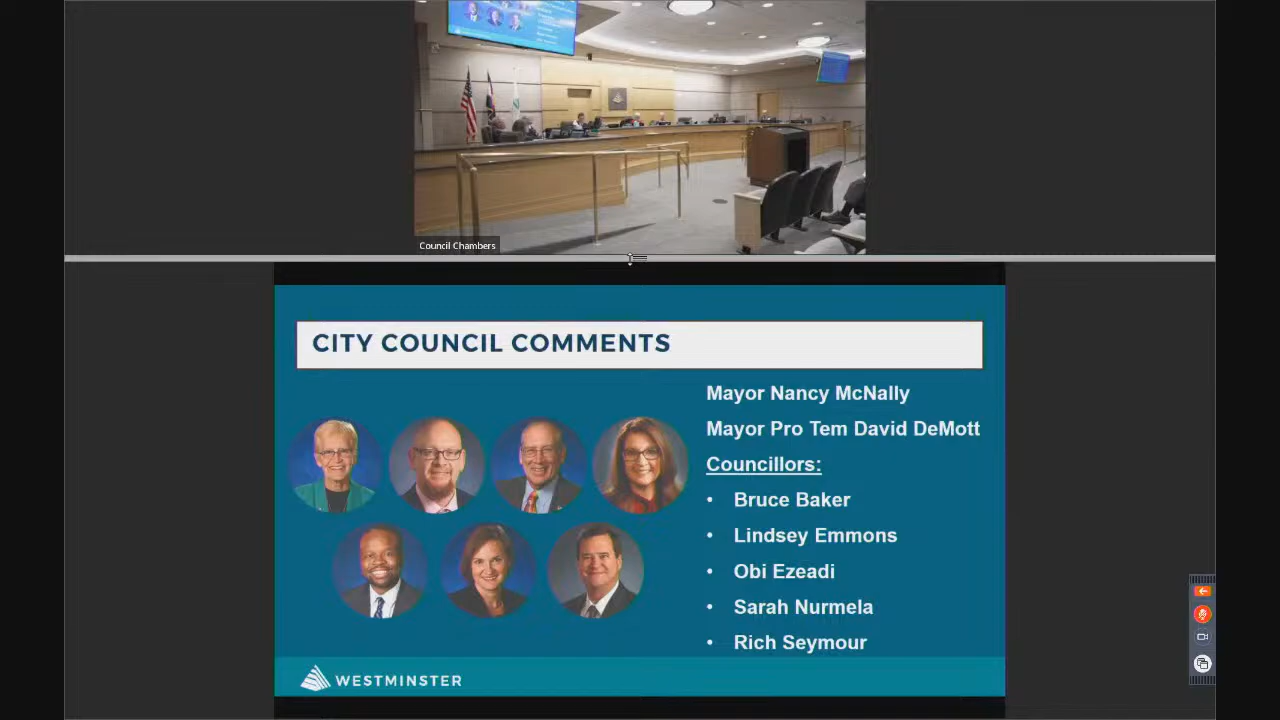 Council Chambers
CITY COUNCIL COMMENTS
Mayor Nancy McNally
Mayor Pro Tem David DeMott
Councillors:
• Bruce Baker
• Lindsey Emmons
• Obi Ezeadi
• Sarah Nurmela
• Rich Seymour
WESTMINSTER